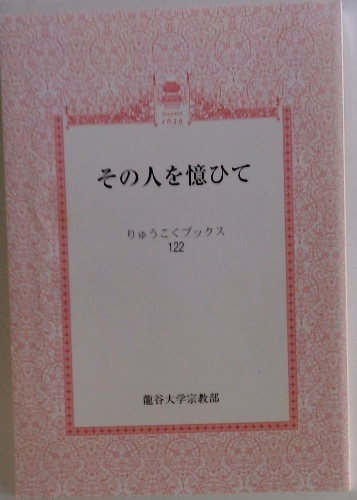 1639
その人を憶ひて
りゅうこくブックス
122
龍谷大学宗教部